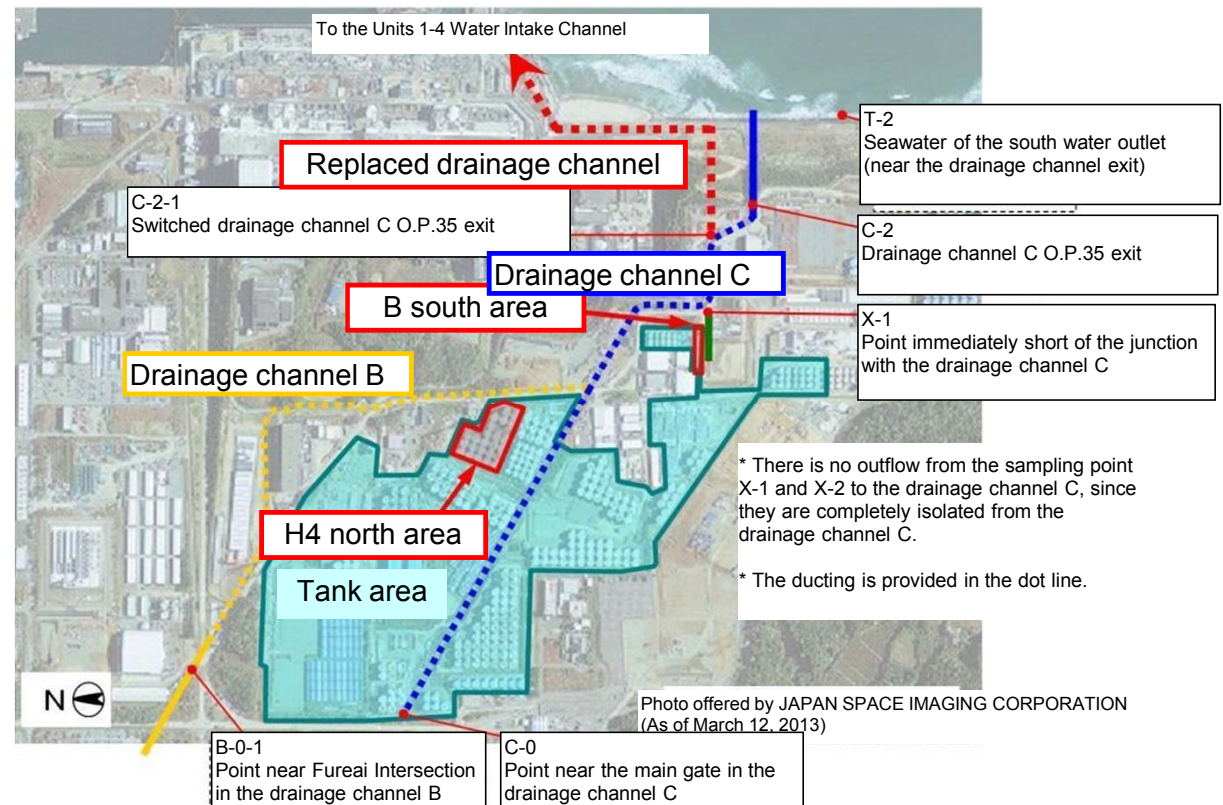 To the Units 1-4 Water Intake Channel
T-2
Seawater of the south water outlet
(near the drainage channel exit)
Replaced drainage channel
C-2-1
Switched drainage channel C O.P.35 exit
C-2
Drainage channel C O.P.35 exit
Drainage channel C
B south area
X-1
Point immediately short of the junction
with the drainage channel C
Drainage channel B
* There is no outflow from the sampling point
X-1 and X-2 to the drainage channel C, since
they are completely isolated from the
drainage channel C.
* The ducting is provided in the dot line.
H4 north area
Tank area
N
Photo offered by JAPAN SPACE IMAGING CORPORATION
(As of March 12, 2013)
B-0-1
Point near Fureai Intersection
in the drainage channel B
C-0
Point near the main gate in the
drainage channel C